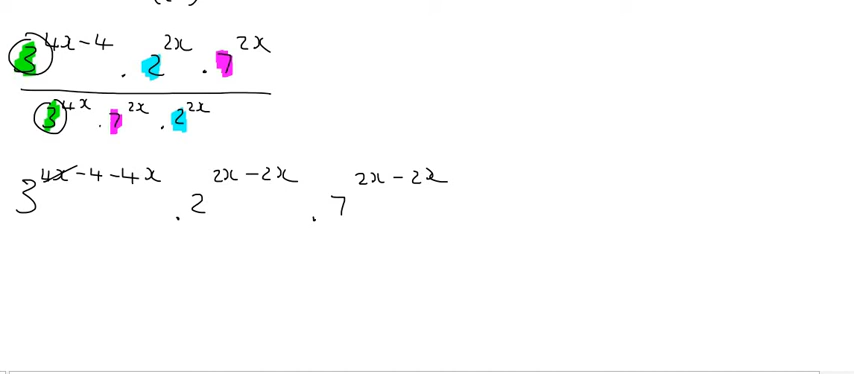 3^{4x-4} . 2^{2x} . 7^{2x}
3^{4x} . 7^{2x} . 2^{2x}
3^{4x-4-4x} . 2^{2x-2x} . 7^{2x-2x}